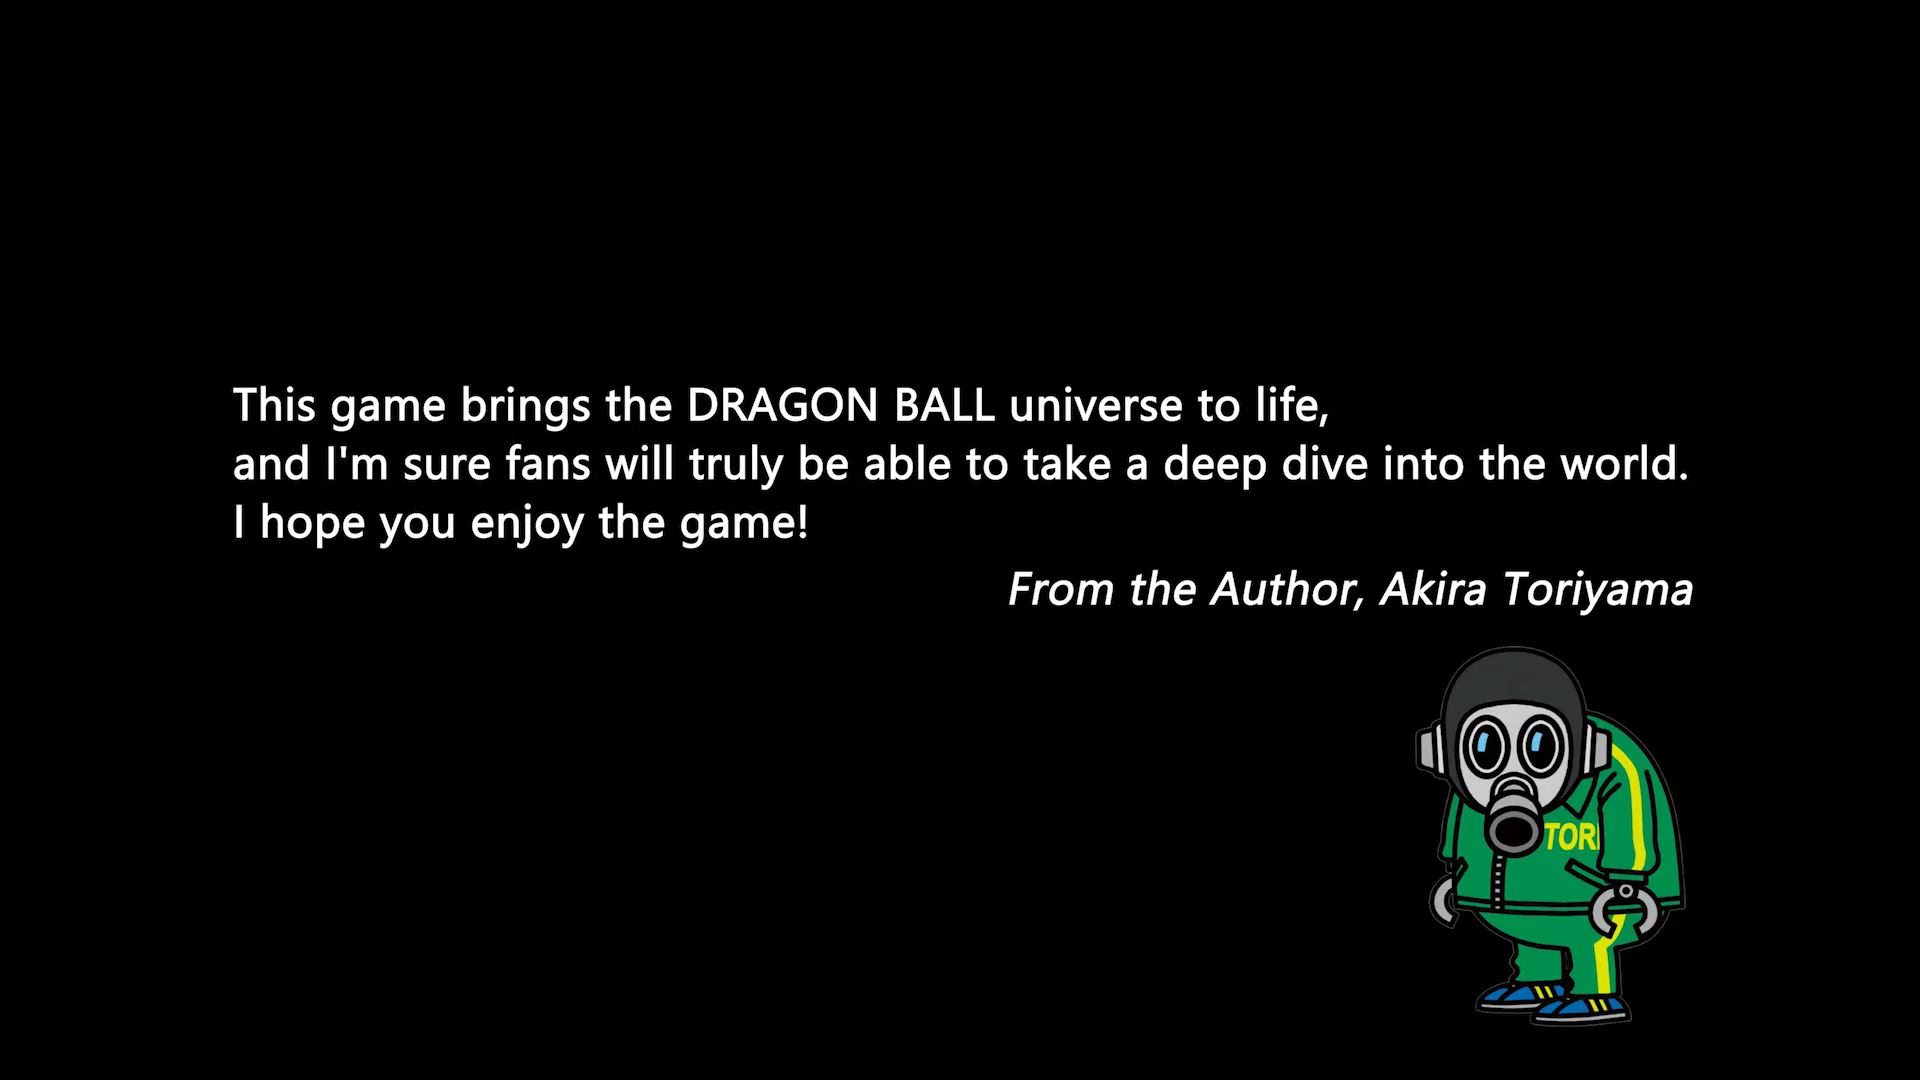 This game brings the DRAGON BALL universe to life,
and I'm sure fans will truly be able to take a deep dive into the world.
I hope you enjoy the game!
From the Author, Akira Toriyama
TORI